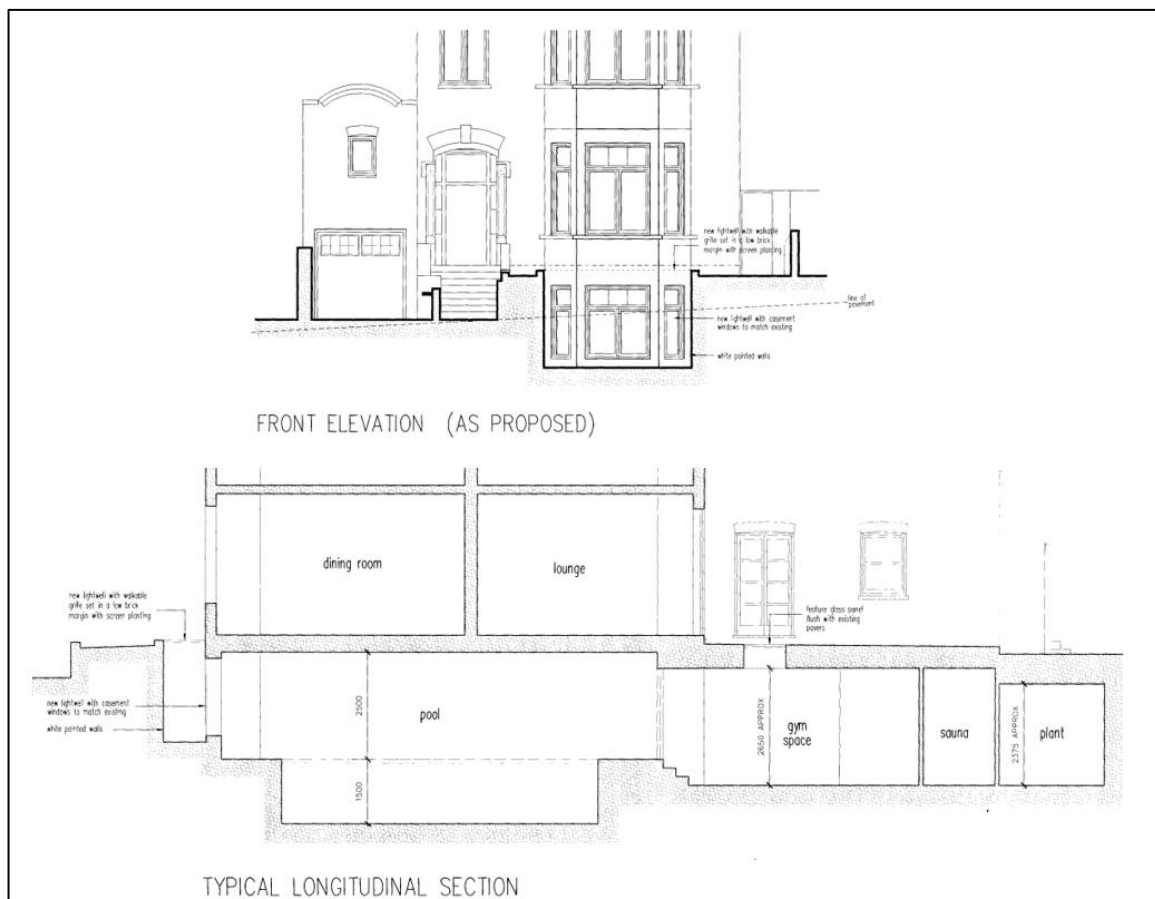 new lightwell with walkable
grille set in a low brick
margin with screen planting
line of
pavement
new lightwell with casement
windows to match existing
white painted walls
FRONT ELEVATION (AS PROPOSED)
dining room
lounge
new lightwell with walkable
grille set in a low brick
margin with screen planting
feature glass panel
flush with existing
pavers
new lightwell with casement
windows to match existing
white painted walls
2500
pool
1500
2650 APPROX
gym
space
sauna
2375 APPROX
plant
TYPICAL LONGITUDINAL SECTION